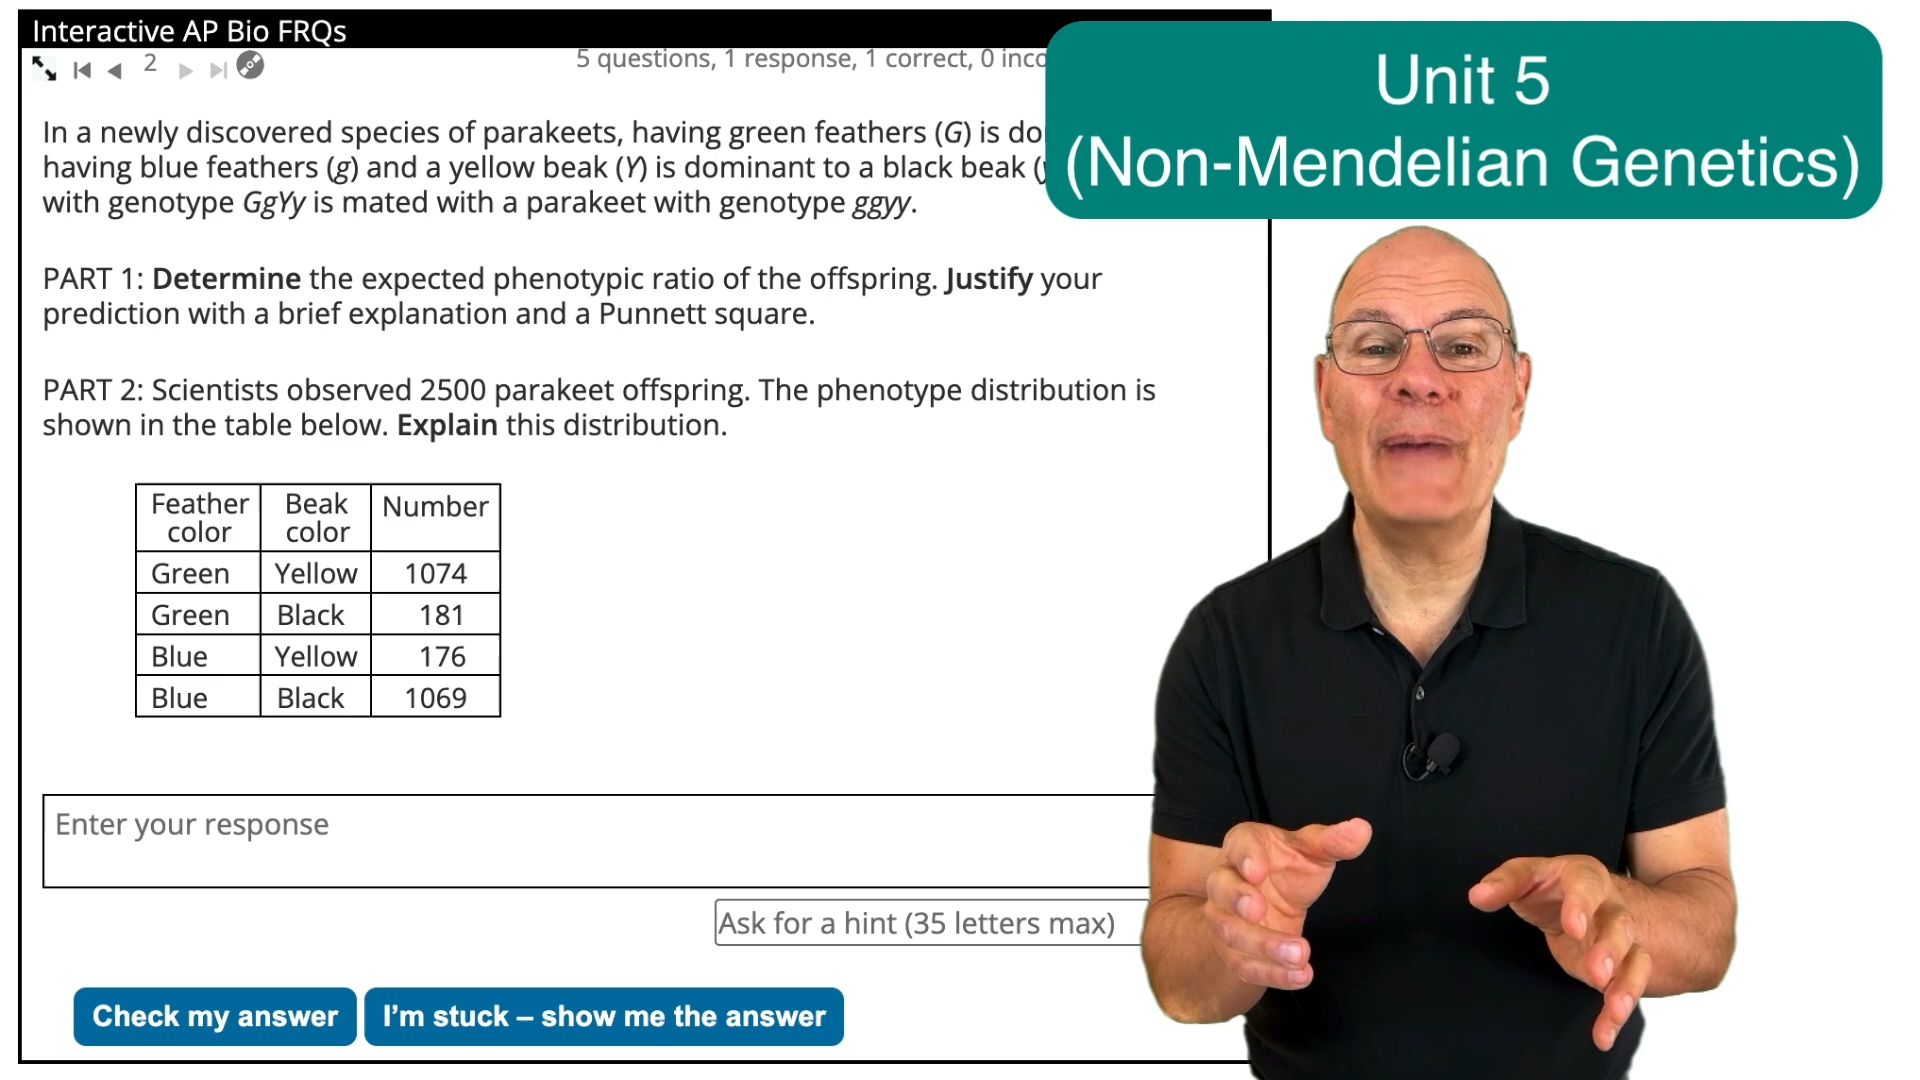 Interactive AP Bio FRQs
2
5 questions, 1 response, 1 correct, 0
Unit 5
(Non-Mendelian Genetics)
In a newly discovered species of parakeets, having green feathers (G) is
having blue feathers (g) and a yellow beak (Y) is dominant to a black beak
with genotype GgYy is mated with a parakeet with genotype ggyy.
PART 1: Determine the expected phenotypic ratio of the offspring. Justify your
prediction with a brief explanation and a Punnett square.
PART 2: Scientists observed 2500 parakeet offspring. The phenotype distribution is
shown in the table below. Explain this distribution.
Feather color Beak color Number
Green Yellow 1074
Green Black 181
Blue Yellow 176
Blue Black 1069
Enter your response
Ask for a hint (35 letters max)
Check my answer I'm stuck – show me the answer